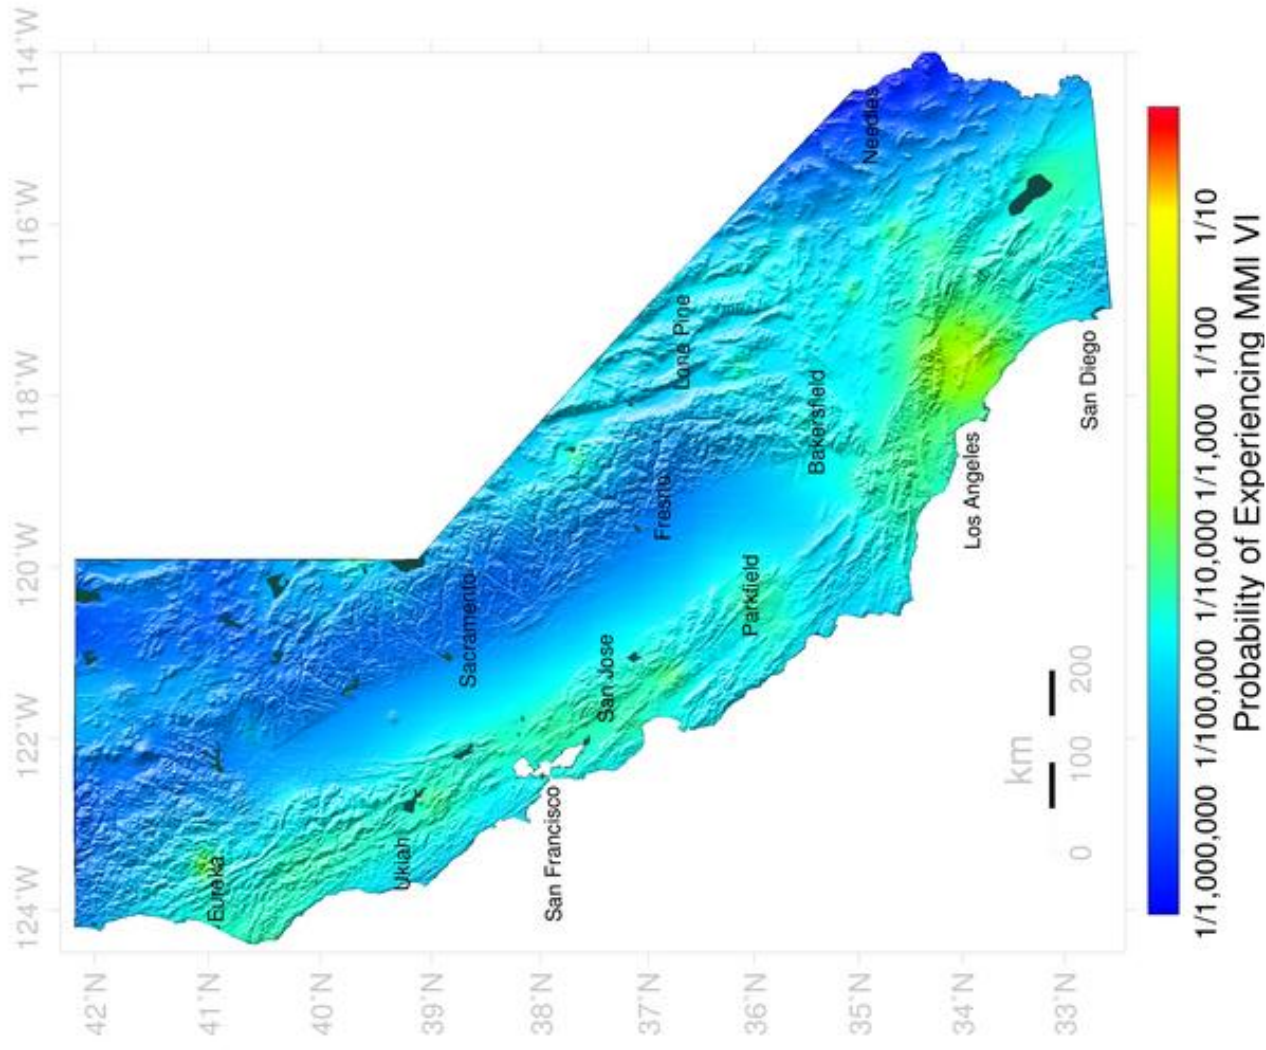 42°N
41°N
40°N
39°N
38°N
37°N
36°N
35°N
34°N
33°N
124°W
122°W
120°W
118°W
116°W
114°W
Eureka
Ukiah
Sacramento
San Francisco
San Jose
Fresno
Lone Pine
Parkfield
Bakersfield
Needles
Los Angeles
San Diego
km
0 100 200
1/1,000,000 1/100,000 1/10,000 1/1,000 1/100 1/10
Probability of Experiencing MMI VI